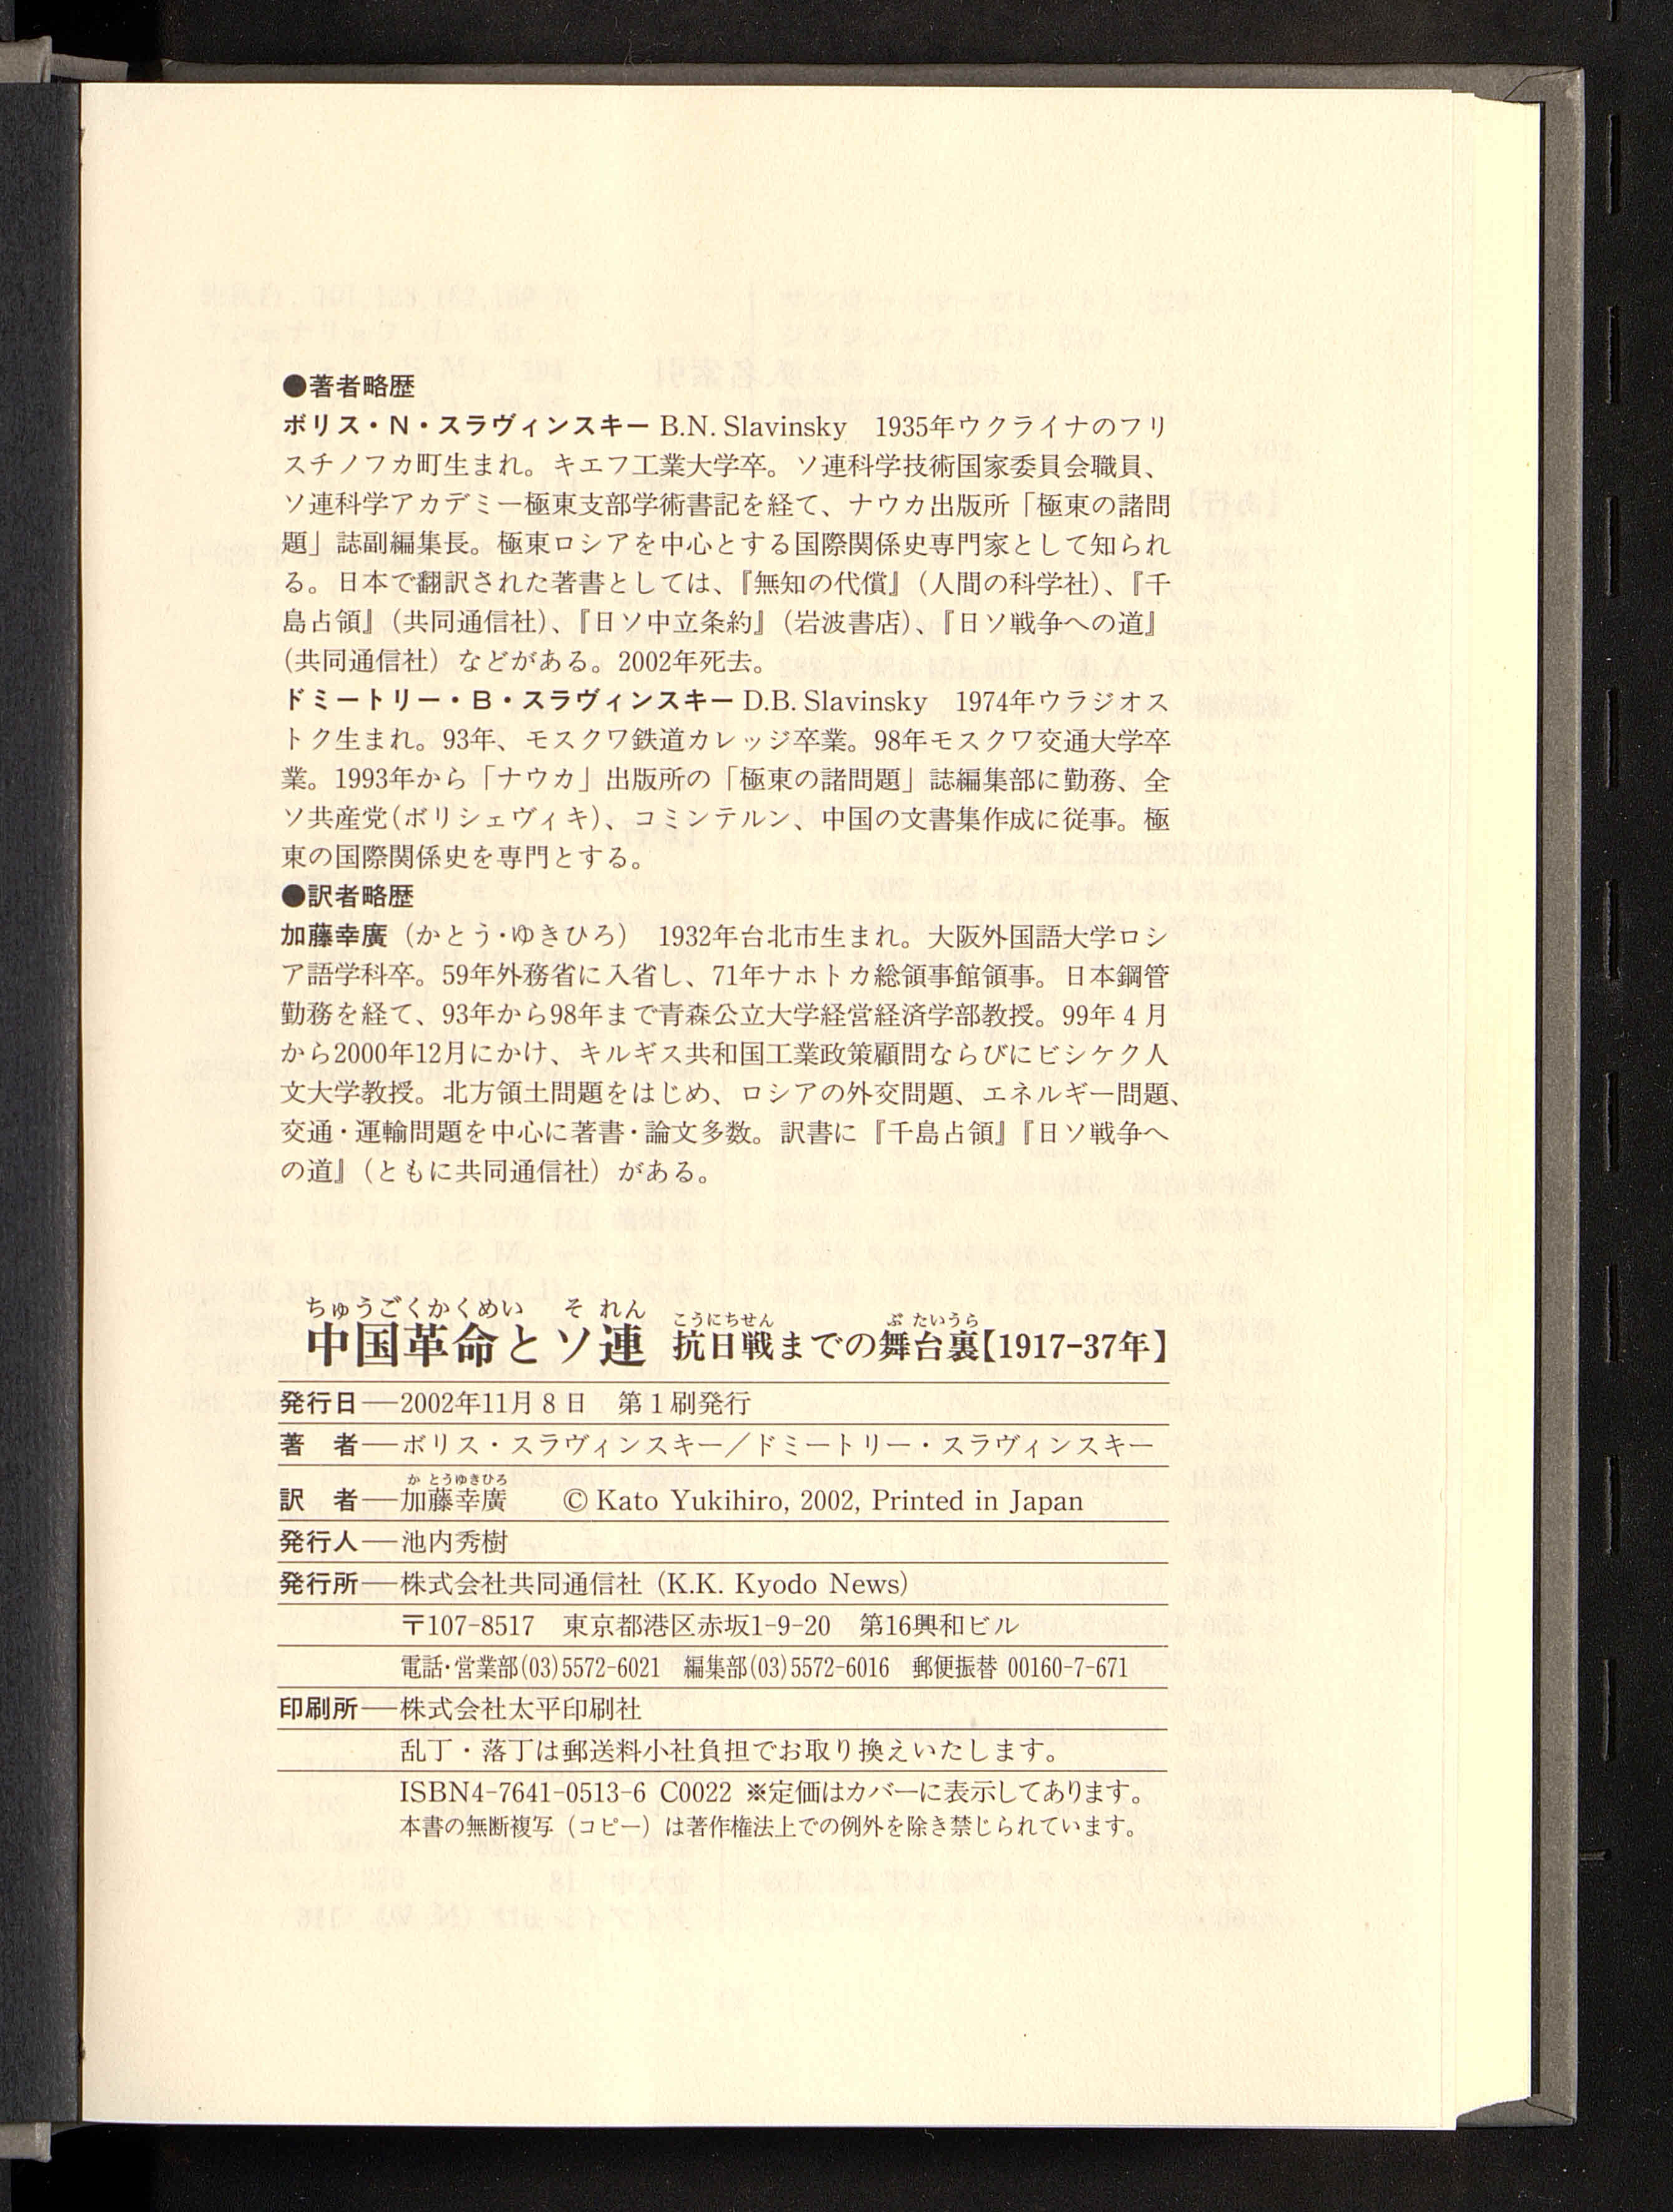 ●著者略歴
ボリス・N・スラヴィンスキー B.N. Slavinsky　1935年ウクライナのフリ
スチノフカ町生まれ。キエフ工業大学卒。ソ連科学技術国家委員会職員、
ソ連科学アカデミー極東支部学術書記を経て、ナウカ出版所「極東の諸問
題」誌副編集長。極東ロシアを中心とする国際関係史専門家として知られ
る。日本で翻訳された著書としては、『無知の代償』（人間の科学社）、『千
島占領』（共同通信社）、『日ソ中立条約』（岩波書店）、『日ソ戦争への道』
（共同通信社）などがある。2002年死去。
ドミートリー・B・スラヴィンスキー D.B. Slavinsky　1974年ウラジオス
トク生まれ。93年、モスクワ鉄道カレッジ卒業。98年モスクワ交通大学卒
業。1993年から「ナウカ」出版所の「極東の諸問題」誌編集部に勤務、全
ソ共産党（ボリシェヴィキ）、コミンテルン、中国の文書集作成に従事。極
東の国際関係史を専門とする。
●訳者略歴
加藤幸廣（かとう・ゆきひろ）　1932年台北市生まれ。大阪外国語大学ロシ
ア語学科卒。59年外務省に入省し、71年ナホトカ総領事館領事。日本鋼管
勤務を経て、93年から98年まで青森公立大学経営経済学部教授。99年4月
から2000年12月にかけ、キルギス共和国工業政策顧問ならびにビシケク人
文大学教授。北方領土問題をはじめ、ロシアの外交問題、エネルギー問題、
交通・運輸問題を中心に著書・論文多数。訳書に『千島占領』『日ソ戦争へ
の道』（ともに共同通信社）がある。
ちゅうごくかくめい　それん　こうにちせん　ぶたいうら
中国革命とソ連 抗日戦までの舞台裏【1917-37年】
発行日―2002年11月8日　第1刷発行
著　者―ボリス・スラヴィンスキー／ドミートリー・スラヴィンスキー
かとうゆきひろ
訳　者―加藤幸廣　© Kato Yukihiro, 2002, Printed in Japan
発行人―池内秀樹
発行所―株式会社共同通信社（K.K. Kyodo News）
〒107-8517　東京都港区赤坂1-9-20　第16興和ビル
電話・営業部(03)5572-6021　編集部(03)5572-6016　郵便振替 00160-7-671
印刷所―株式会社太平印刷社
乱丁・落丁は郵送料小社負担でお取り換えいたします。
ISBN4-7641-0513-6 C0022 ※定価はカバーに表示してあります。
本書の無断複写（コピー）は著作権法上での例外を除き禁じられています。